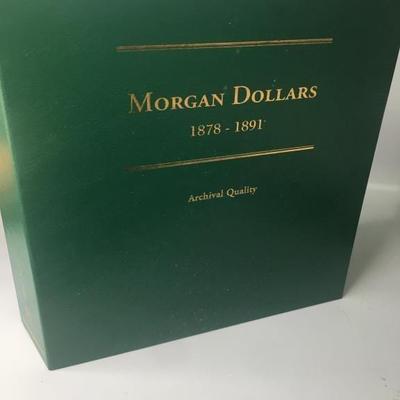 MORGAN DOLLARS
1878 - 1891
Archival Quality